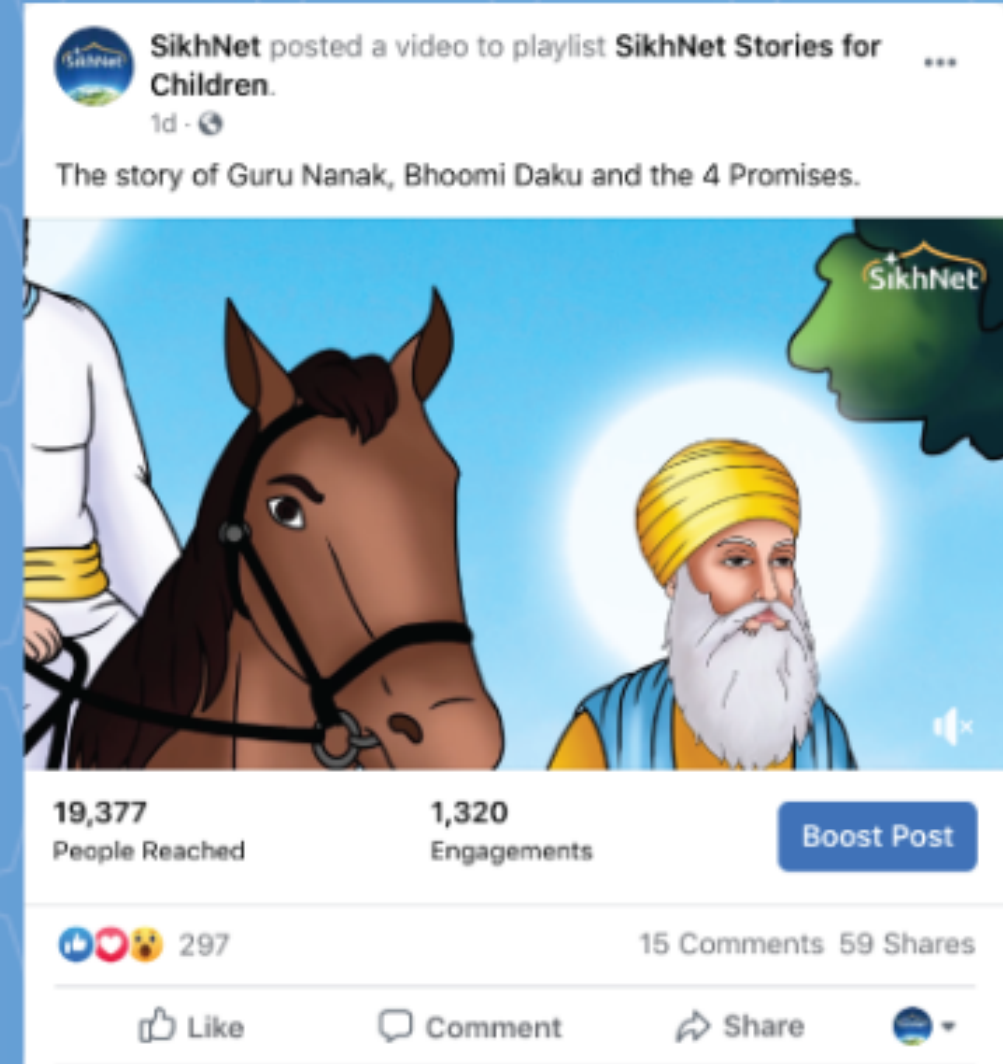 SikhNet
SikhNet posted a video to playlist SikhNet Stories for
Children.
1d ·
The story of Guru Nanak, Bhoomi Daku and the 4 Promises.
SikhNet
19,377
People Reached
1,320
Engagements
Boost Post
297
15 Comments 59 Shares
Like
Comment
Share